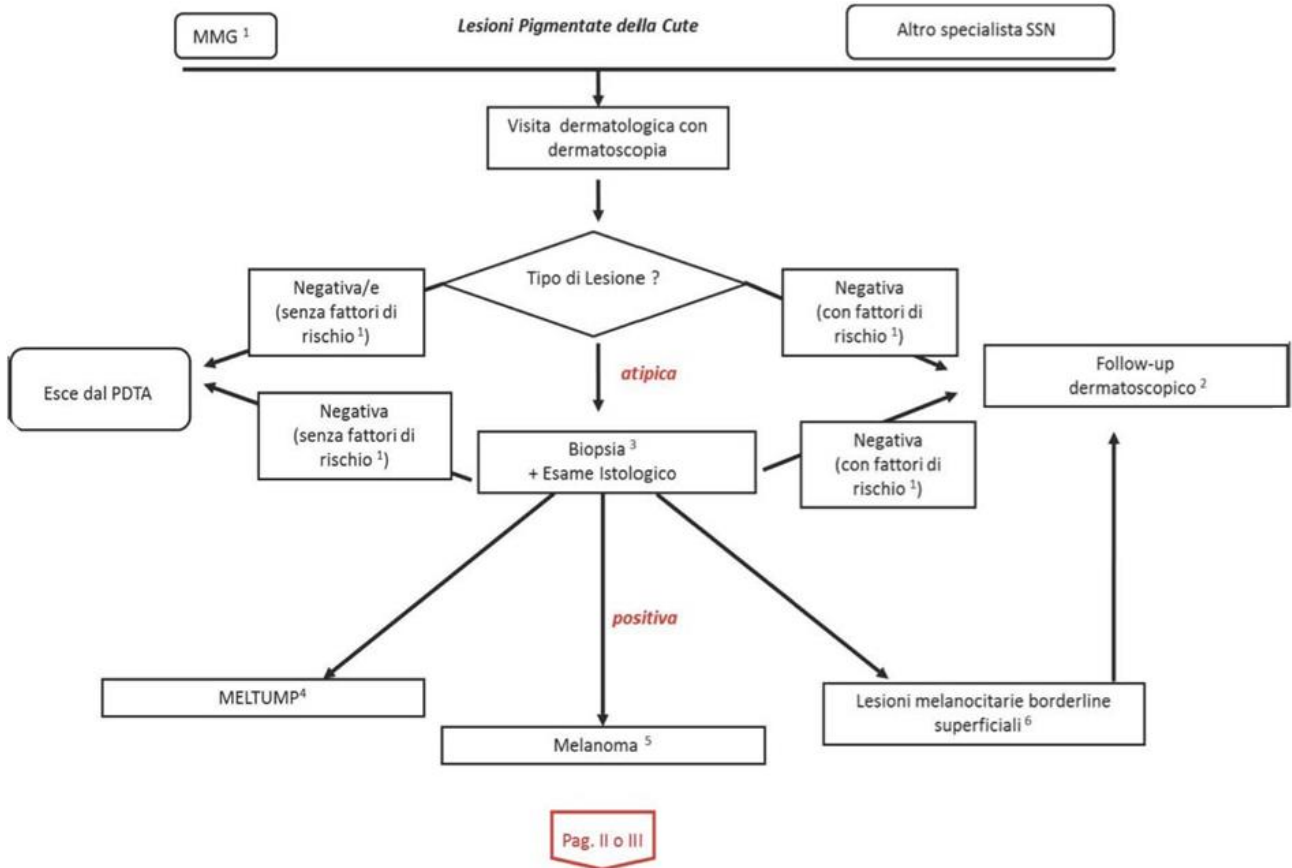 MMG ¹
Lesioni Pigmentate della Cute
Altro specialista SSN
Visita dermatologica con
dermatoscopia
Tipo di Lesione ?
Negativa/e
(senza fattori di
rischio ¹)
Negativa
(con fattori di
rischio ¹)
atipica
Esce dal PDTA
Follow-up
dermatoscopico ²
Negativa
(senza fattori di
rischio ¹)
Biopsia ³
+ Esame Istologico
Negativa
(con fattori di
rischio ¹)
positiva
MELTUMP⁴
Melanoma ⁵
Lesioni melanocitarie borderline
superficiali ⁶
Pag. II o III